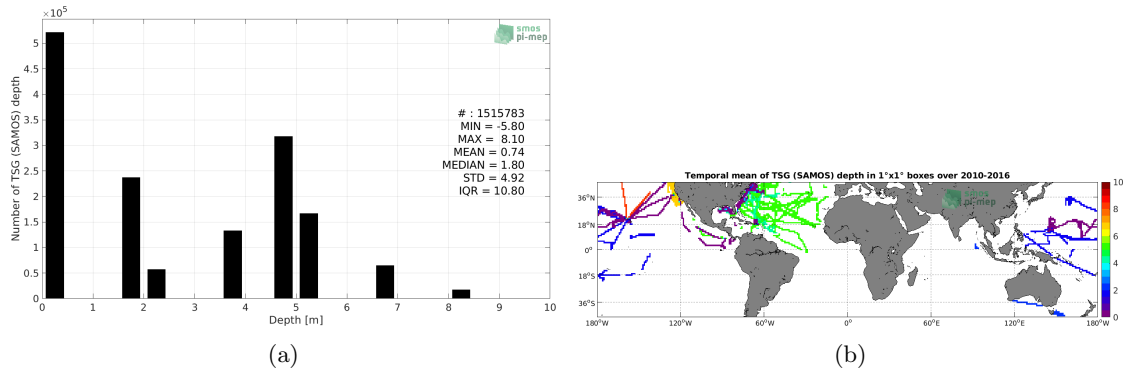 ×10⁵
5
4.5
4
3.5
3
2.5
2
1.5
1
0.5
0
Number of TSG (SAMOS) depth
smos
pi-mep
# : 1515783
MIN = -5.80
MAX = 8.10
MEAN = 0.74
MEDIAN = 1.80
STD = 4.92
IQR = 10.80
0 1 2 3 4 5 6 7 8 9 10
Depth [m]
(a)
Temporal mean of TSG (SAMOS) depth in 1°x1° boxes over 2010-2016
smos
pi-mep
36°N
18°N
0°
18°S
36°S
180°W 120°W 60°W 0° 60°E 120°E 180°W
10
8
6
4
2
0
(b)